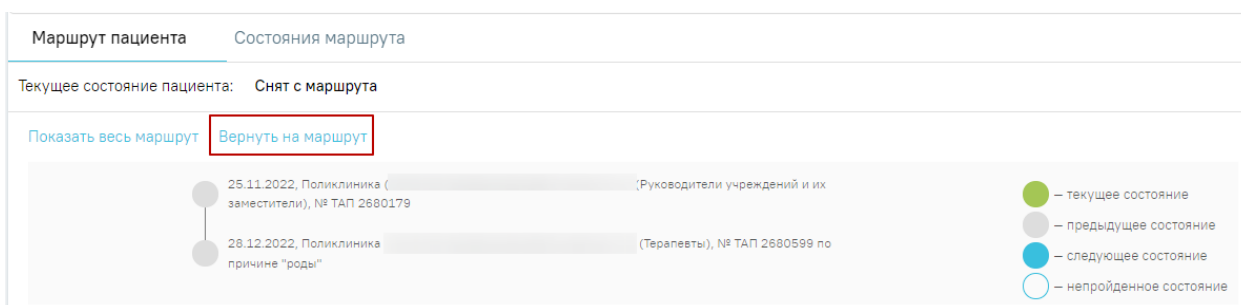 Маршрут пациента Состояния маршрута
Текущее состояние пациента: Снят с маршрута
Показать весь маршрут Вернуть на маршрут
25.11.2022, Поликлиника ( (Руководители учреждений и их
заместители), № ТАП 2680179
28.12.2022, Поликлиника (Терапевты), № ТАП 2680599 по
причине "роды"
– текущее состояние
– предыдущее состояние
– следующее состояние
– непройденное состояние